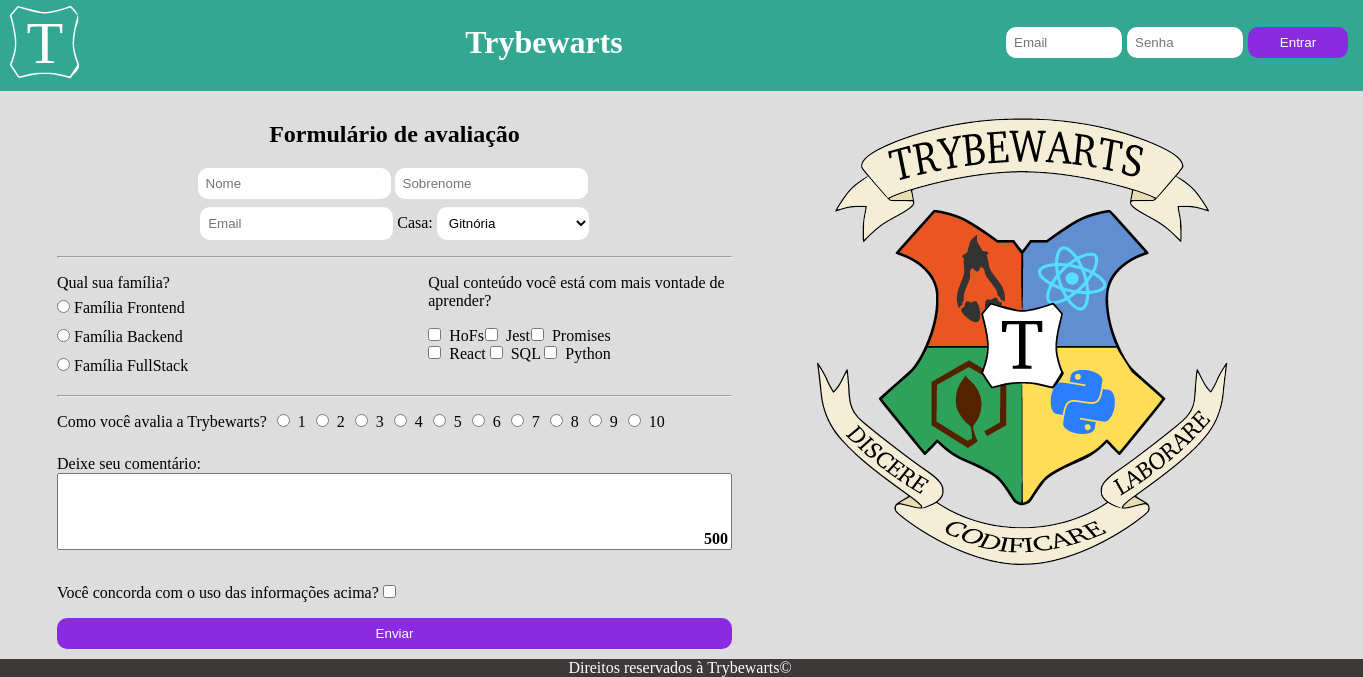 T
Trybewarts
Email Senha Entrar
Formulário de avaliação
Nome Sobrenome
Email Casa: Gitnória
Qual sua família?
Família Frontend
Família Backend
Família FullStack
Qual conteúdo você está com mais vontade de
aprender?
HoFs Jest Promises
React SQL Python
Como você avalia a Trybewarts? 1 2 3 4 5 6 7 8 9 10
Deixe seu comentário:
500
Você concorda com o uso das informações acima?
Enviar
TRYBEWARTS
T
DISCERE
CODIFICARE
LABORARE
Direitos reservados à Trybewarts©